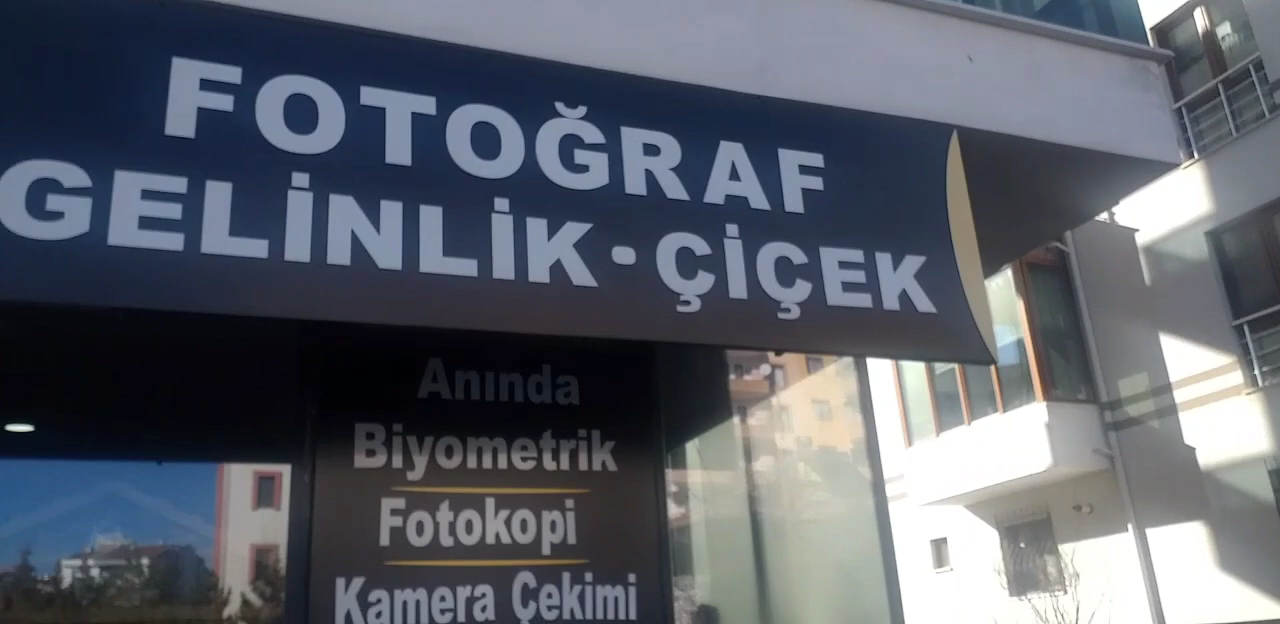 FOTOĞRAF
GELİNLİK · ÇİÇEK
Anında
Biyometrik
Fotokopi
Kamera Çekimi